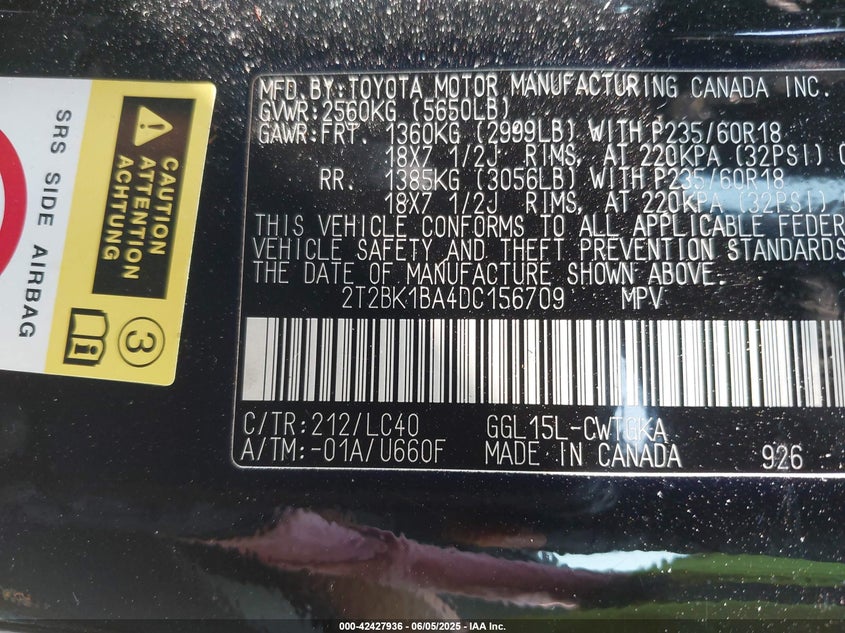 MFD. BY: TOYOTA MOTOR MANUFACTURING CANADA INC.
GVWR: 2560KG (5650LB)
GAWR: FRT. 1360KG (2999LB) WITH P235/60R18
18X7 1/2J RIMS, AT 220KPA (32PSI) (
RR. 1385KG (3056LB) WITH P235/60R18
18X7 1/2J RIMS, AT 220KPA (32PSI)
THIS VEHICLE CONFORMS TO ALL APPLICABLE FEDER
VEHICLE SAFETY AND THEFT PREVENTION STANDARDS
THE DATE OF MANUFACTURE SHOWN ABOVE.
2T2BK1BA4DC156709 MPV
C/TR: 212/LC40 GGL15L-CWTGKA
A/TM: -01A/U660F MADE IN CANADA 926
CAUTION
ATTENTION
ACHTUNG
SRS SIDE AIRBAG
3
000-42427936 - 06/05/2025 - IAA Inc.